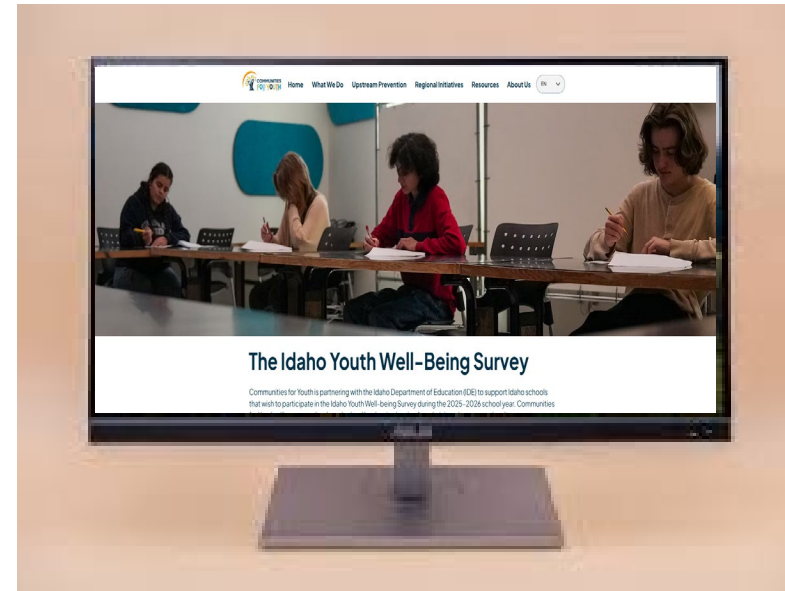 COMMUNITIES
FOR YOUTH
Home What We Do Upstream Prevention Regional Initiatives Resources About Us EN
The Idaho Youth Well-Being Survey
Communities for Youth is partnering with the Idaho Department of Education (IDE) to support Idaho schools
that wish to participate in the Idaho Youth Well-being Survey during the 2025-2026 school year. Communities